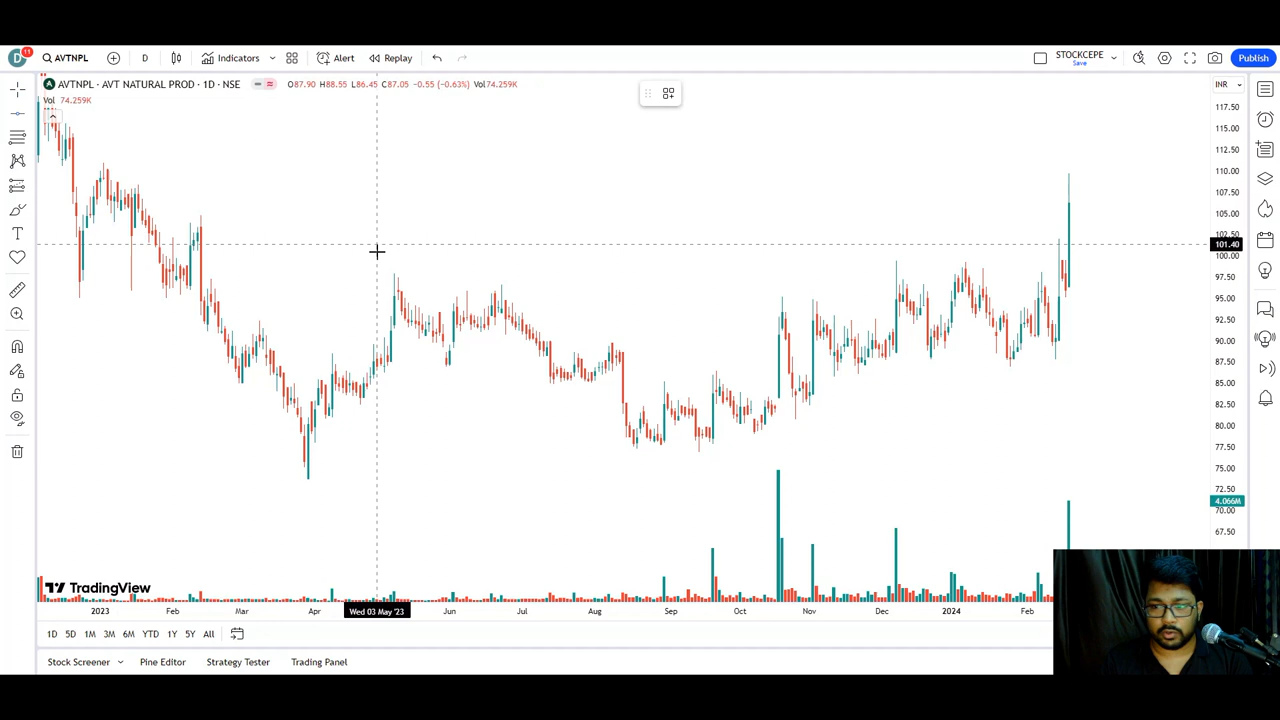 11
AVTNPL
D
Indicators
Alert
Replay
STOCKCEPE
Save
Publish
AVTNPL · AVT NATURAL PROD · 1D · NSE
O87.90 H88.55 L86.45 C87.05 -0.55 (-0.63%) Vol74.259K
INR
Vol 74.259K
117.50
115.00
112.50
110.00
107.50
105.00
102.50
101.40
100.00
97.50
95.00
92.50
90.00
87.50
85.00
82.50
80.00
77.50
75.00
72.50
4.066M
70.00
67.50
TradingView
2023
Feb
Mar
Apr
Wed 03 May '23
Jun
Jul
Aug
Sep
Oct
Nov
Dec
2024
Feb
1D 5D 1M 3M 6M YTD 1Y 5Y All
Stock Screener
Pine Editor
Strategy Tester
Trading Panel